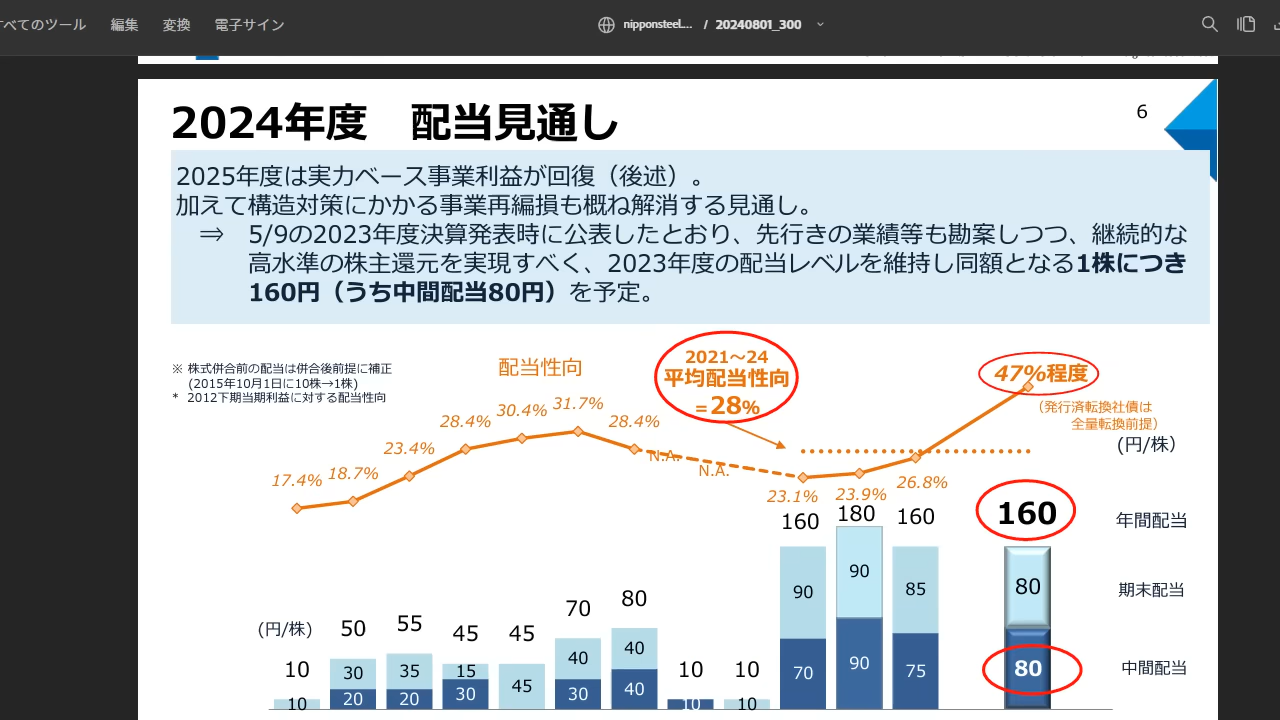 べてのツール 編集 変換 電子サイン nipponsteel.... / 20240801_300
2024年度 配当見通し
6
2025年度は実力ベース事業利益が回復（後述）。
加えて構造対策にかかる事業再編損も概ね解消する見通し。
⇒ 5/9の2023年度決算発表時に公表したとおり、先行きの業績等も勘案しつつ、継続的な
高水準の株主還元を実現すべく、2023年度の配当レベルを維持し同額となる1株につき
160円（うち中間配当80円）を予定。
※ 株式併合前の配当は併合後前提に補正
(2015年10月1日に10株→1株)
* 2012下期当期利益に対する配当性向
配当性向
2021～24
平均配当性向
=28%
47%程度
(発行済転換社債は
全量転換前提)
(円/株)
17.4% 18.7% 23.4% 28.4% 30.4% 31.7% 28.4% N.A. N.A. 23.1% 23.9% 26.8%
(円/株)
10 50 55 45 45 70 80 10 10 160 180 160 160 年間配当
10 30 35 15 45 40 40 10 90 90 85 80 期末配当
20 20 30 30 40 10 70 90 75 80 中間配当